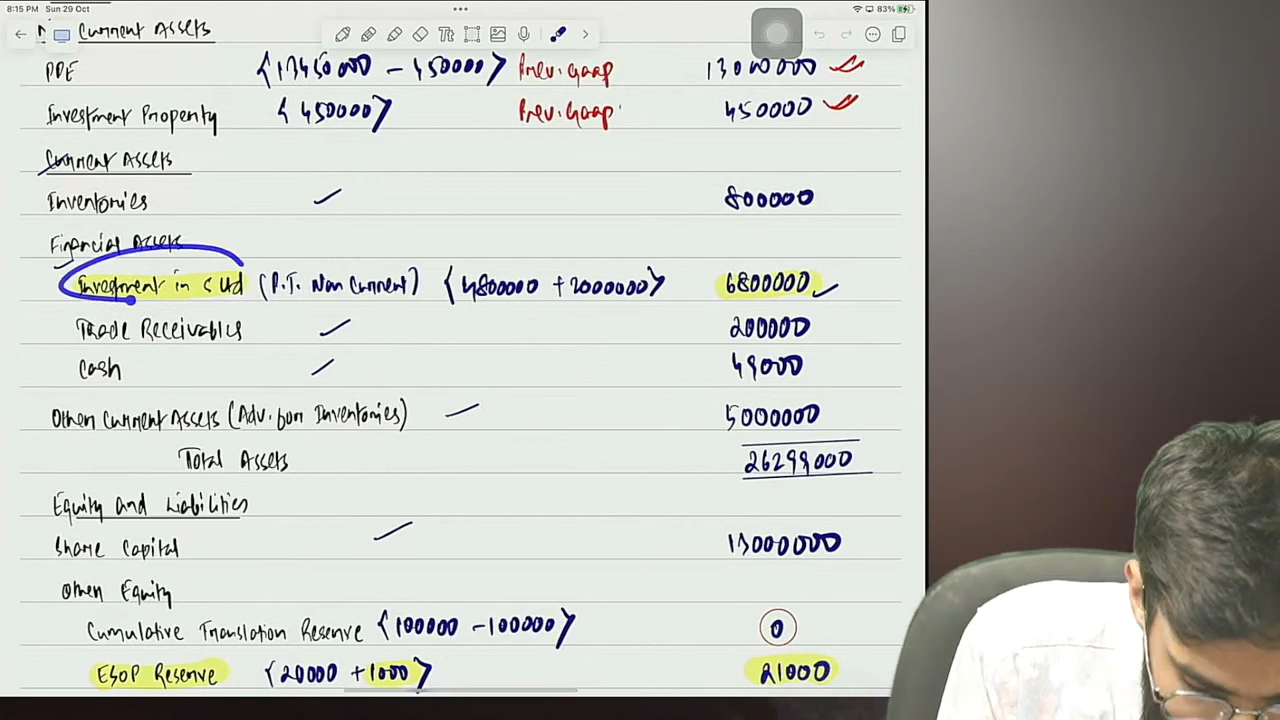 8:15 PM Sun 29 Oct 83%
Current Assets
PPE {13450000 - 450000} Prev. Gaap 13000000
Investment Property {450000} Prev. Gaap 450000
Current Assets
Inventories 800000
Financial Assets
Investment in S Ltd (P.T. Non Current) {4800000 + 2000000} 6800000
Trade Receivables 200000
Cash 49000
Other Current Assets (Adv. for Inventories) 5000000
Total Assets 26299000
Equity and Liabilities
Share Capital 13000000
Other Equity
Cumulative Translation Reserve {100000 - 100000} 0
ESOP Reserve {20000 + 1000} 21000